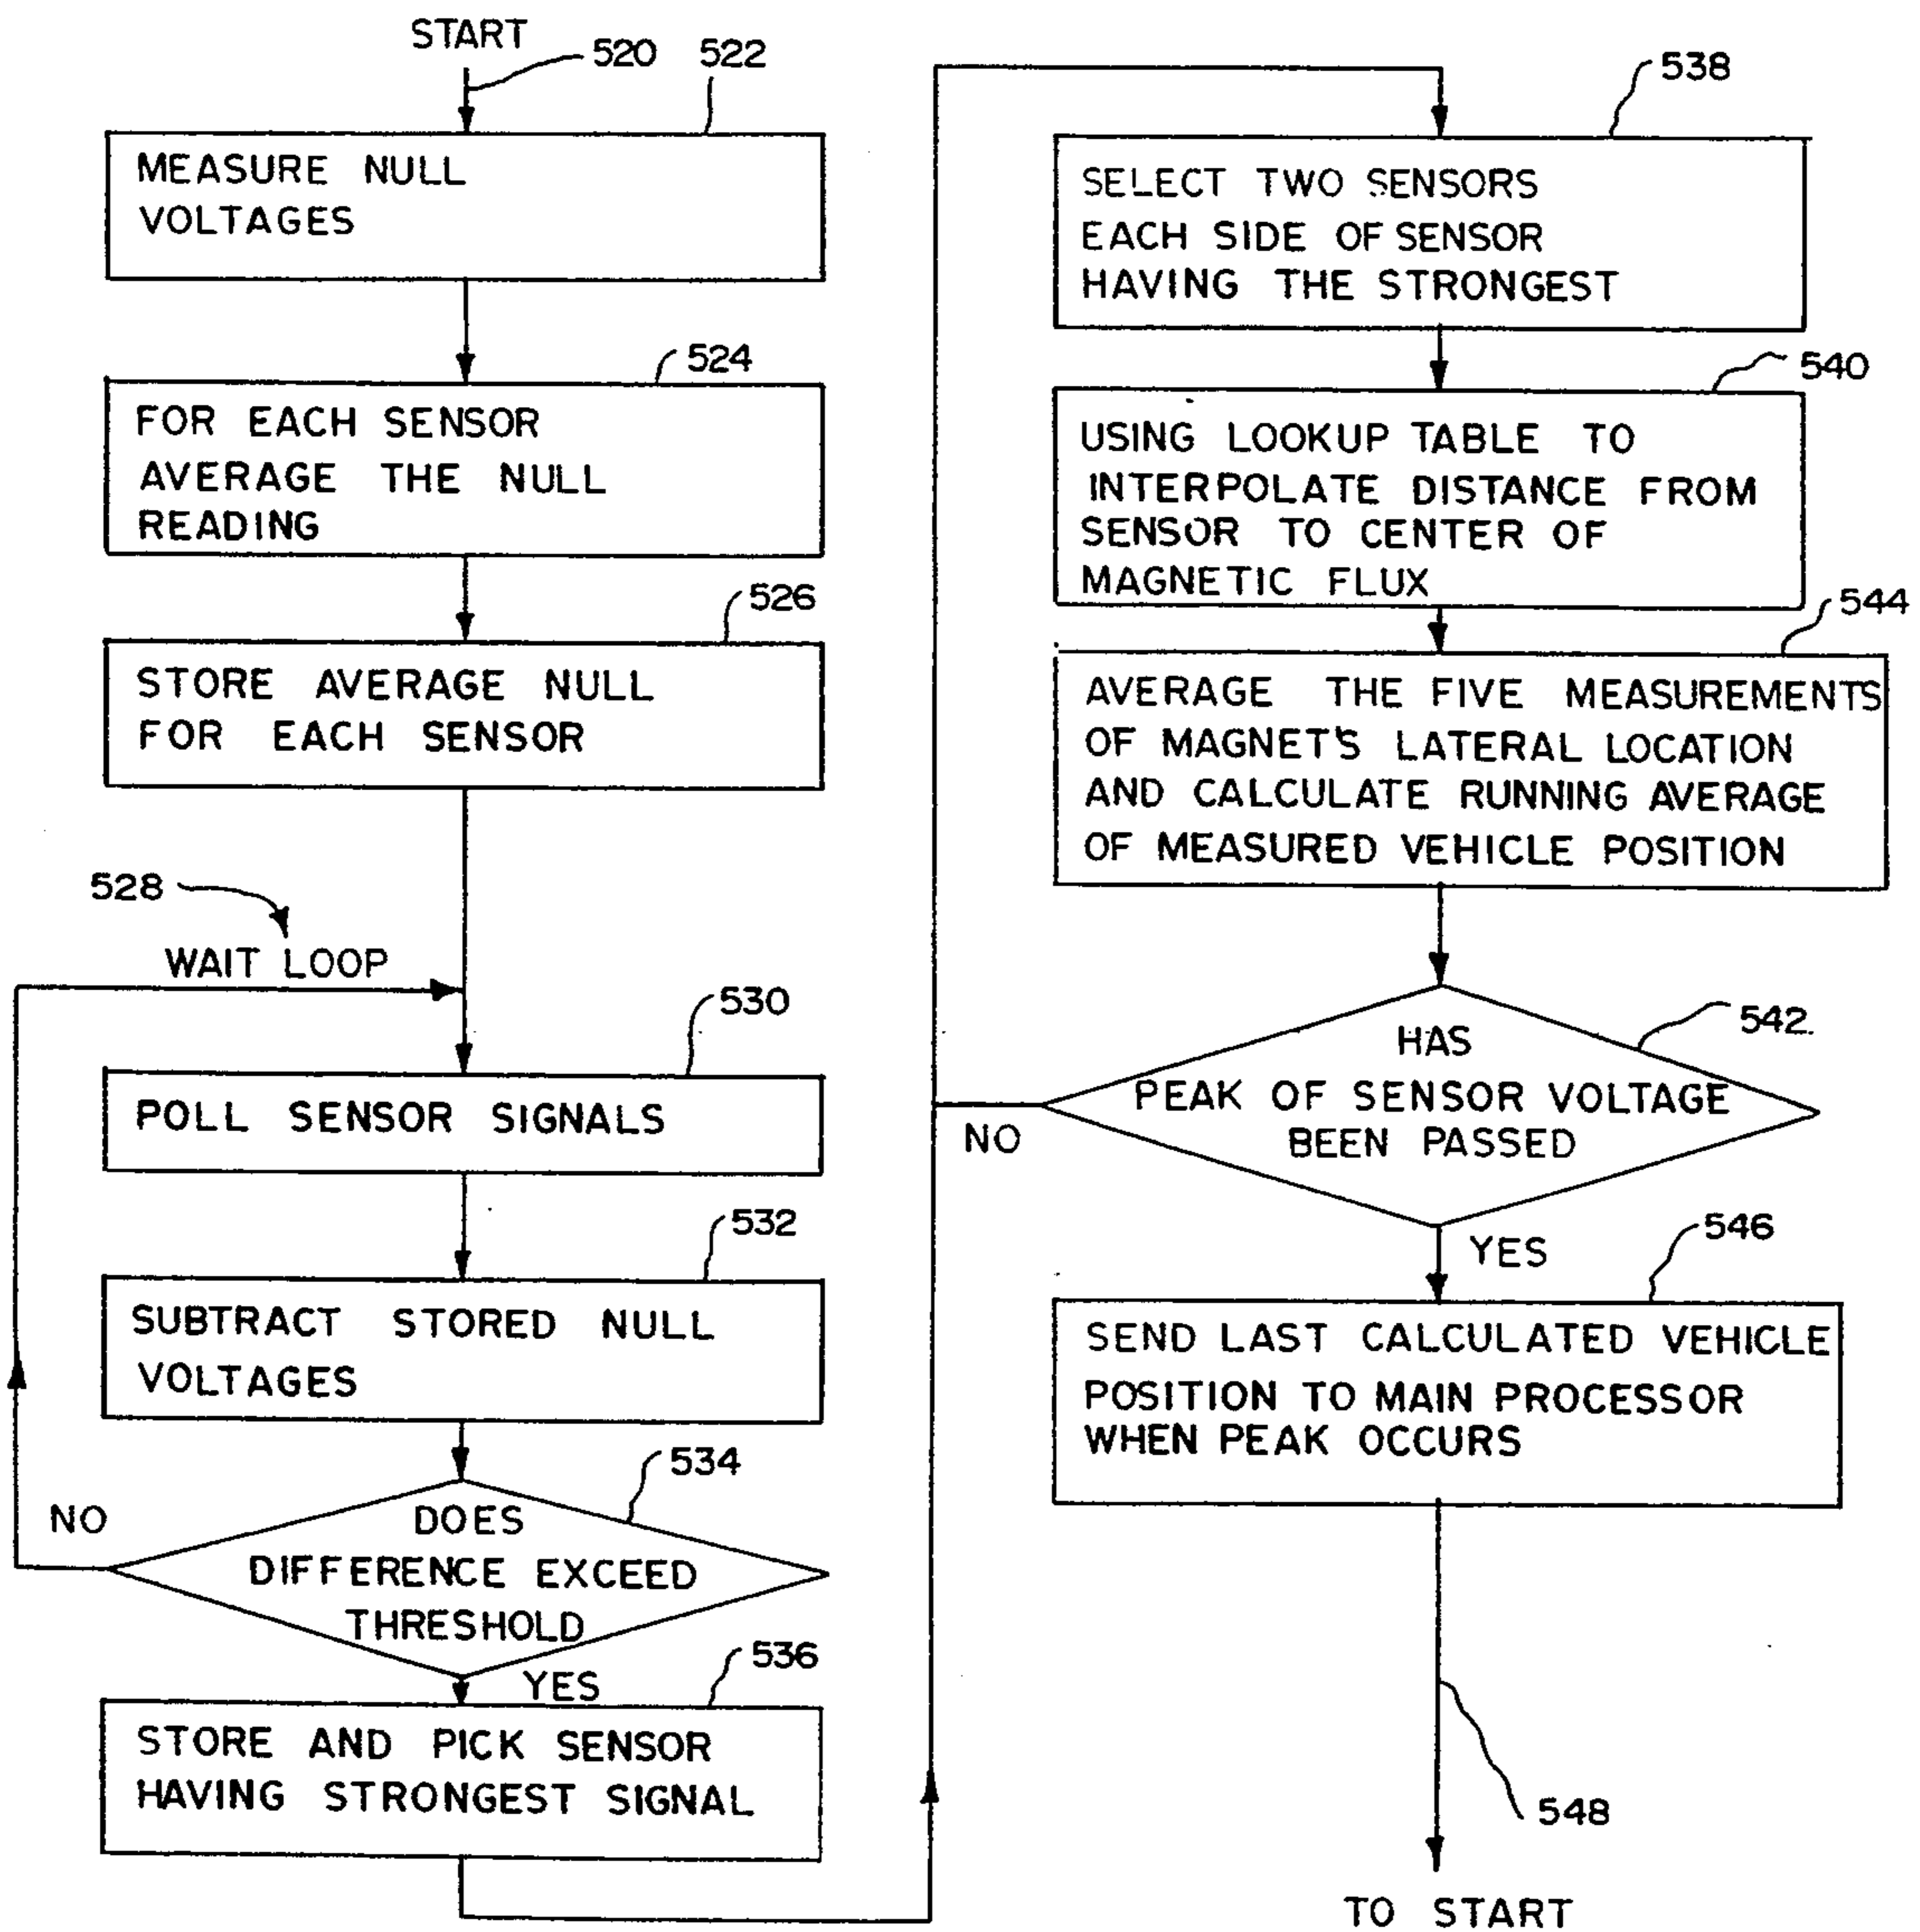 START
520
522
MEASURE NULL
VOLTAGES
524
FOR EACH SENSOR
AVERAGE THE NULL
READING
526
STORE AVERAGE NULL
FOR EACH SENSOR
528
WAIT LOOP
530
POLL SENSOR SIGNALS
532
SUBTRACT STORED NULL
VOLTAGES
534
NO
DOES
DIFFERENCE EXCEED
THRESHOLD
YES
536
STORE AND PICK SENSOR
HAVING STRONGEST SIGNAL
538
SELECT TWO SENSORS
EACH SIDE OF SENSOR
HAVING THE STRONGEST
540
USING LOOKUP TABLE TO
INTERPOLATE DISTANCE FROM
SENSOR TO CENTER OF
MAGNETIC FLUX
544
AVERAGE THE FIVE MEASUREMENTS
OF MAGNET'S LATERAL LOCATION
AND CALCULATE RUNNING AVERAGE
OF MEASURED VEHICLE POSITION
542
HAS
PEAK OF SENSOR VOLTAGE
BEEN PASSED
NO
YES
546
SEND LAST CALCULATED VEHICLE
POSITION TO MAIN PROCESSOR
WHEN PEAK OCCURS
548
TO START